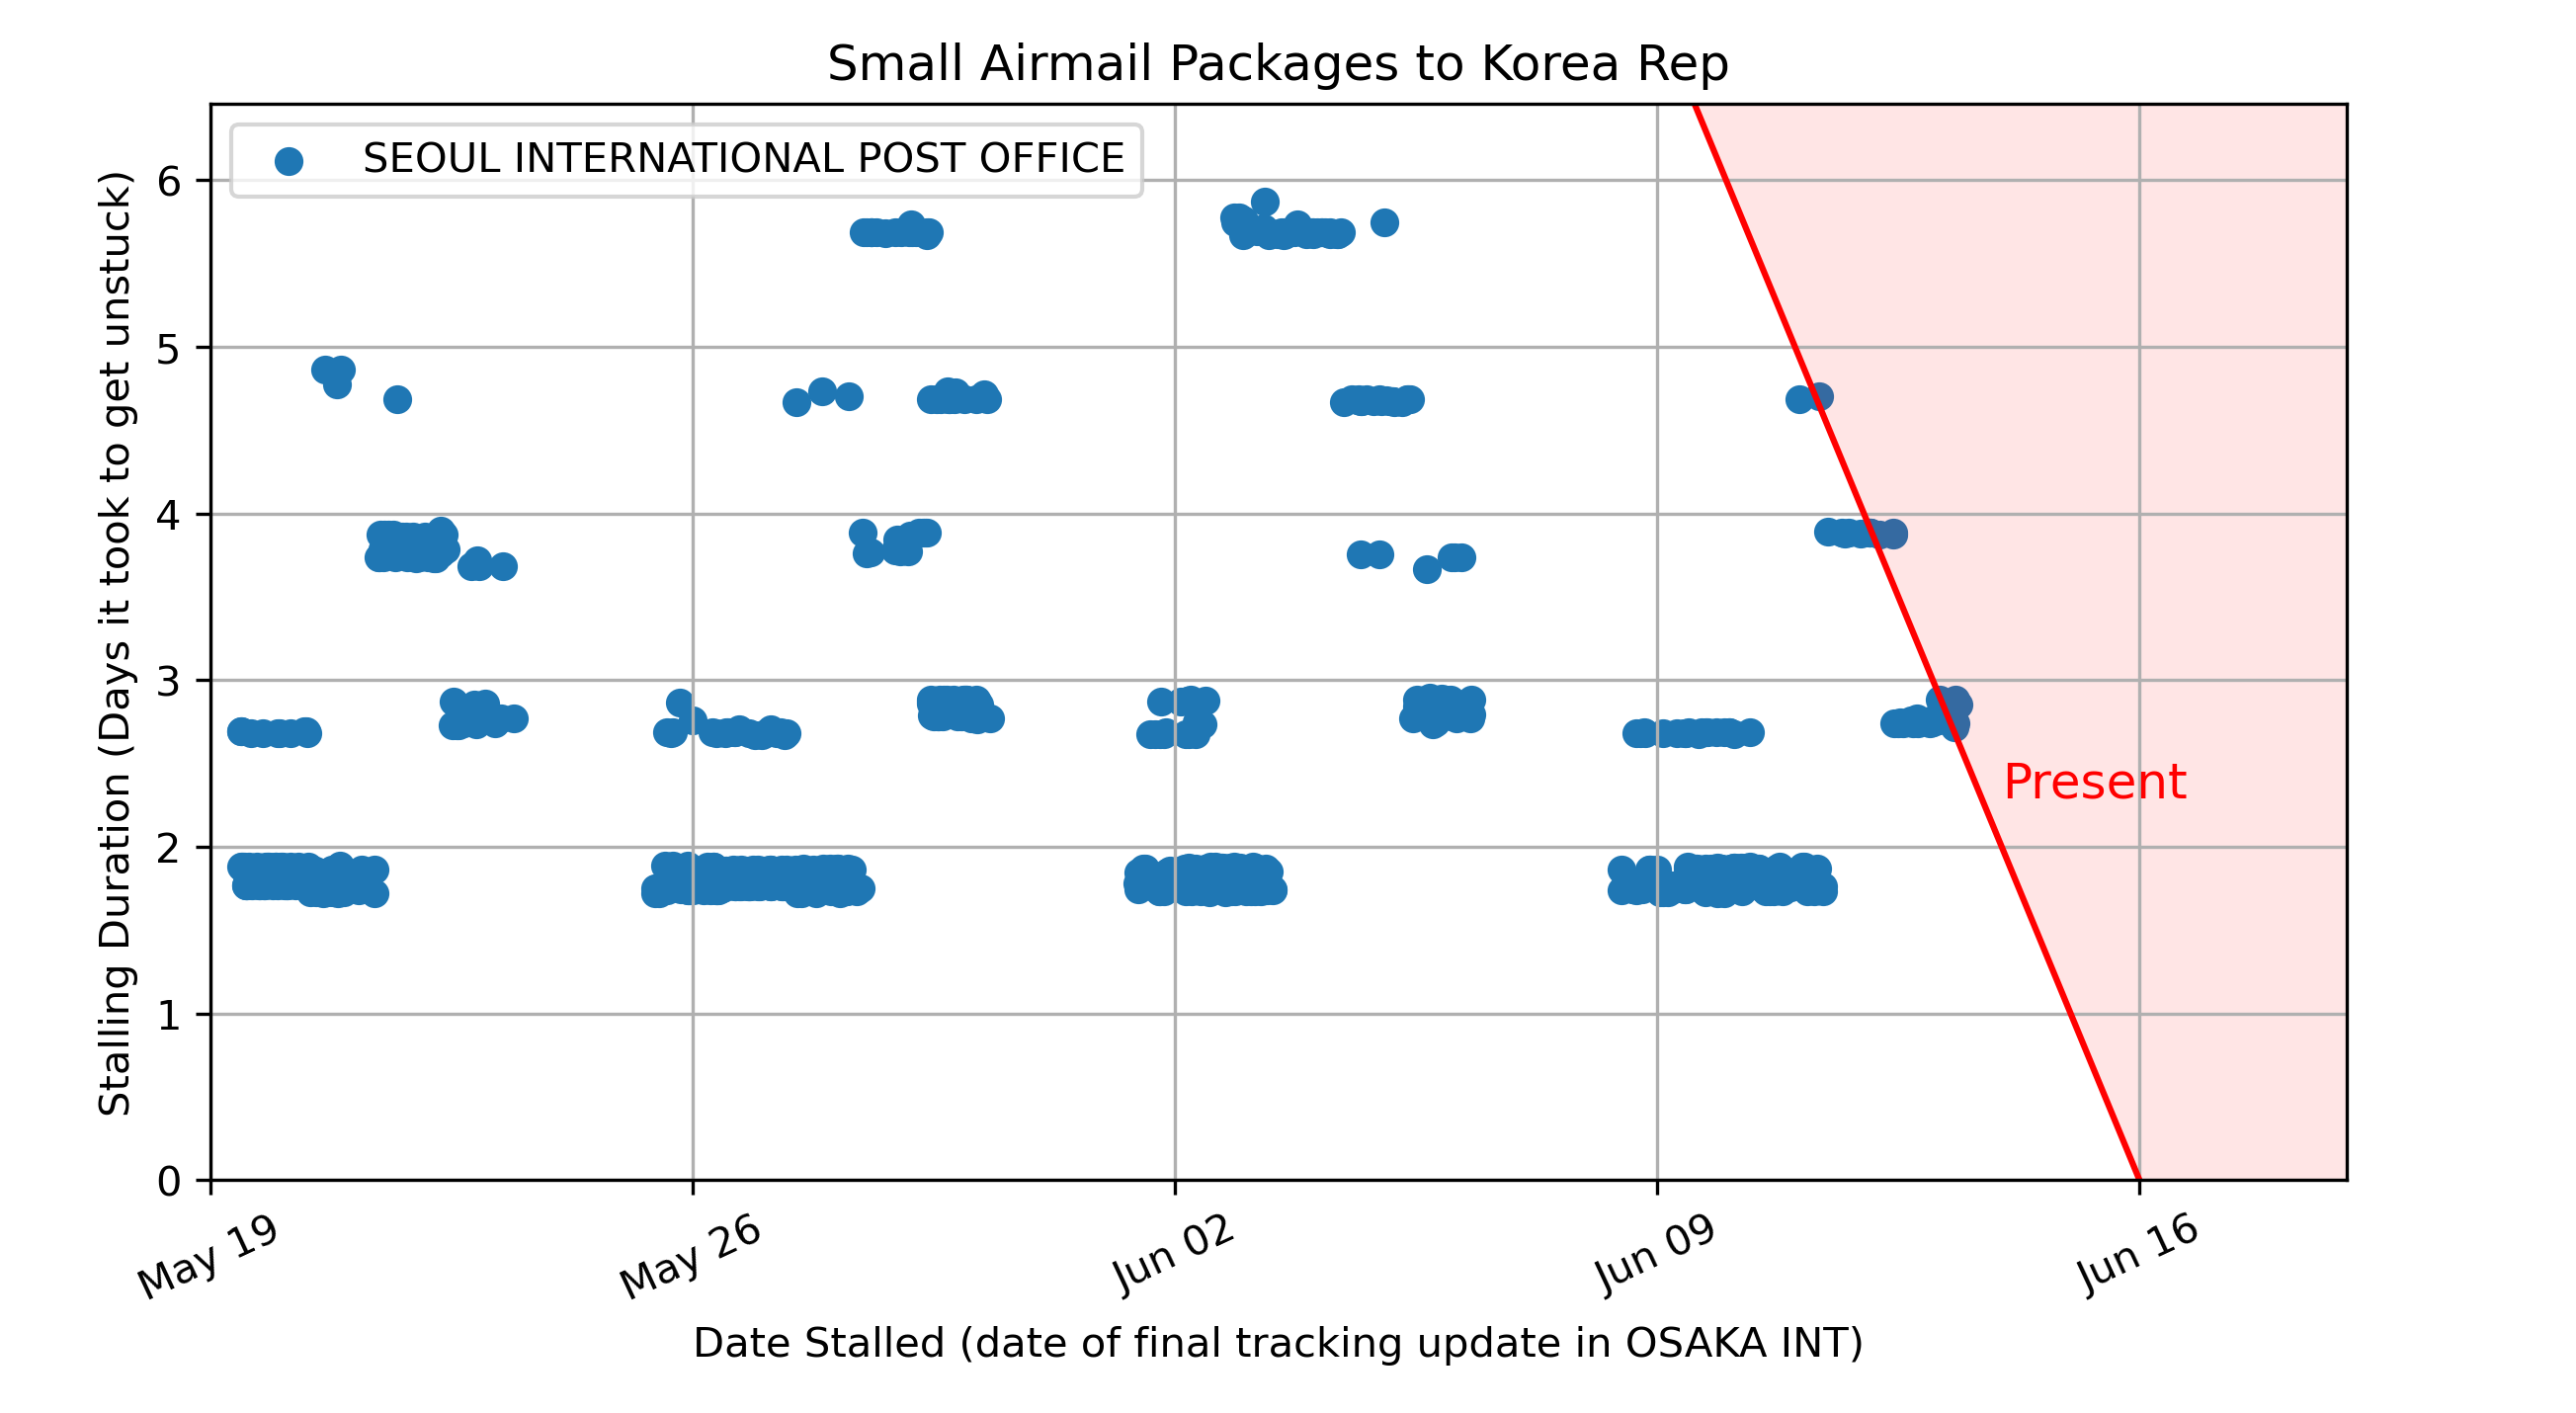 Small Airmail Packages to Korea Rep
SEOUL INTERNATIONAL POST OFFICE
Stalling Duration (Days it took to get unstuck)
6
5
4
3
2
1
0
Present
May 19
May 26
Jun 02
Jun 09
Jun 16
Date Stalled (date of final tracking update in OSAKA INT)